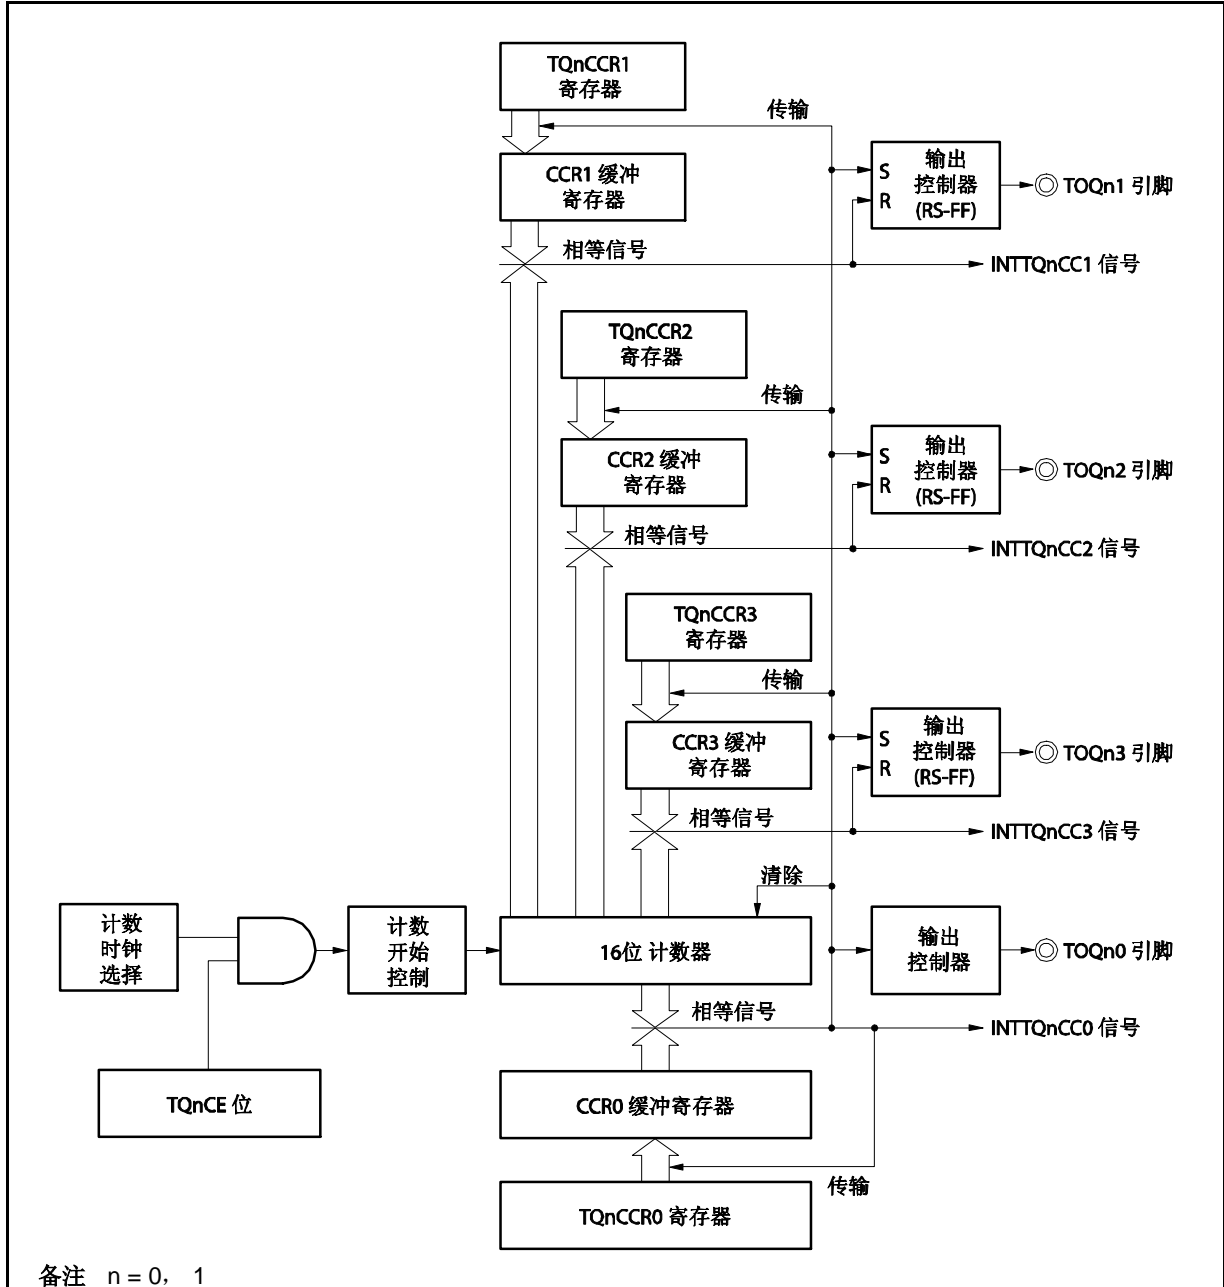 TQnCCR1
寄存器
传输
CCR1 缓冲
寄存器
S
R
输出
控制器
(RS-FF)
TOQn1 引脚
相等信号
INTTQnCC1 信号
TQnCCR2
寄存器
传输
CCR2 缓冲
寄存器
S
R
输出
控制器
(RS-FF)
TOQn2 引脚
相等信号
INTTQnCC2 信号
TQnCCR3
寄存器
传输
CCR3 缓冲
寄存器
S
R
输出
控制器
(RS-FF)
TOQn3 引脚
相等信号
INTTQnCC3 信号
清除
计数
时钟
选择
计数
开始
控制
16位 计数器
输出
控制器
TOQn0 引脚
相等信号
INTTQnCC0 信号
TQnCE 位
CCR0 缓冲寄存器
传输
TQnCCR0 寄存器
备注 n = 0， 1